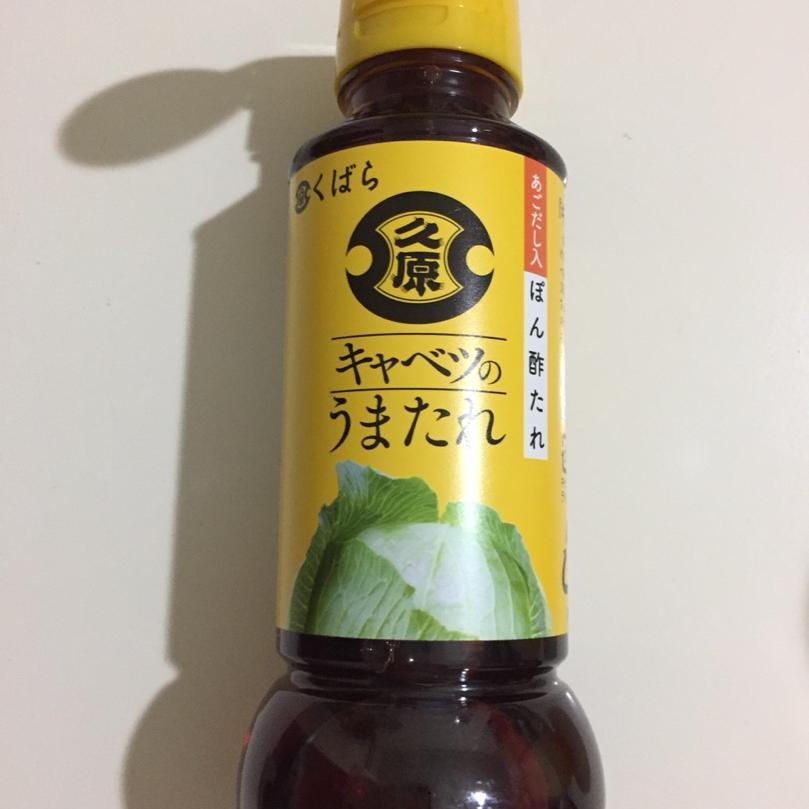 くばら
久原
キャベツの
うまたれ
あごだし入
ぽん酢たれ